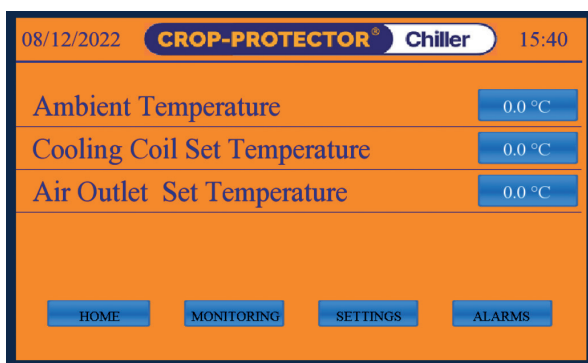 08/12/2022 CROP-PROTECTOR® Chiller 15:40
Ambient Temperature 0.0 °C
Cooling Coil Set Temperature 0.0 °C
Air Outlet Set Temperature 0.0 °C
HOME MONITORING SETTINGS ALARMS